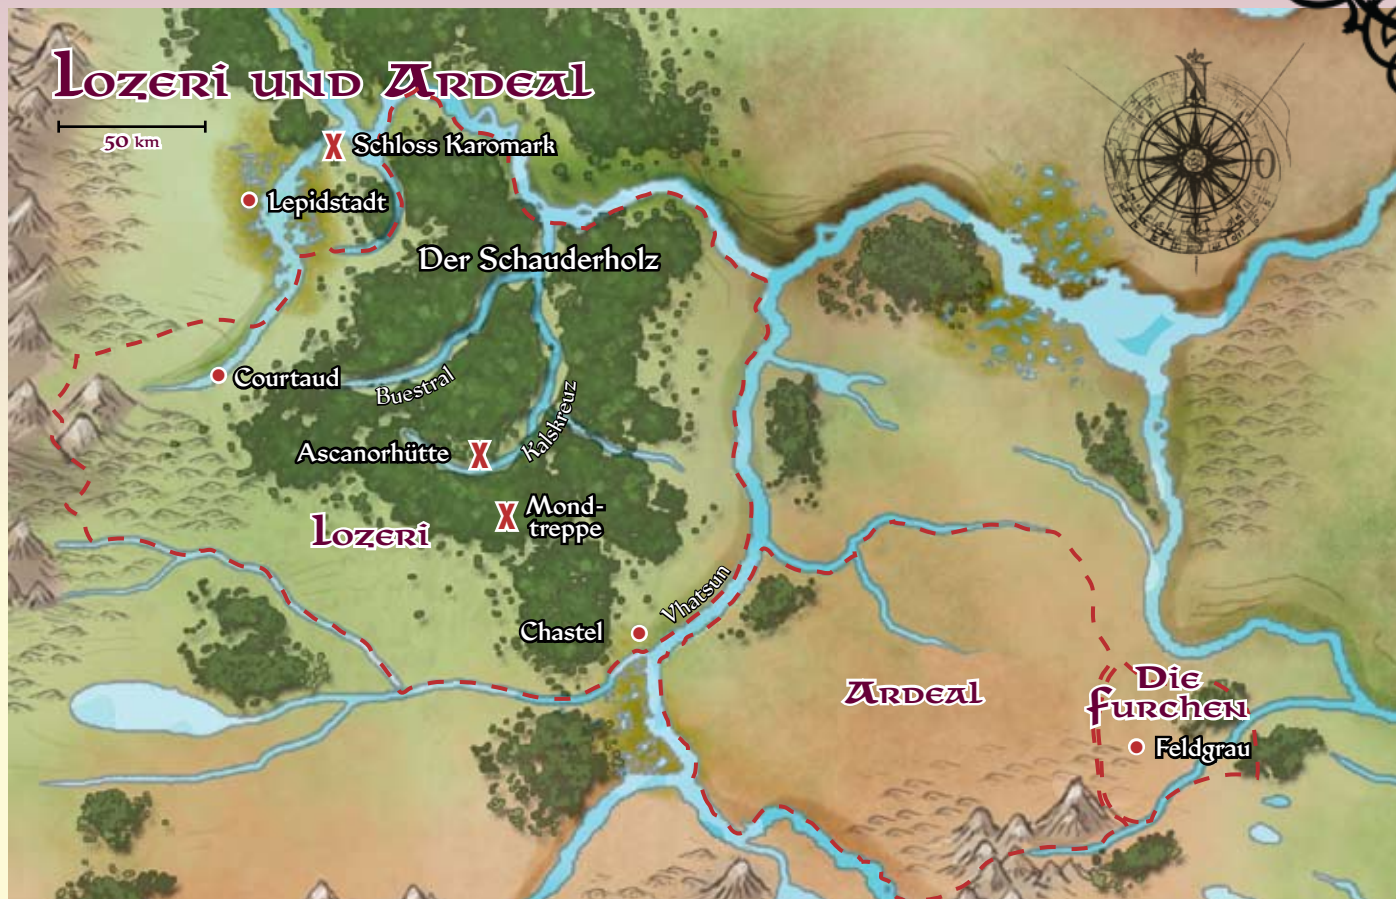 Lozeri und Ardeal
50 km
N
W
O
S
Schloss Karomark
Lepidstadt
Der Schauderholz
Courtaud
Buestral
Kalskreuz
Ascanorhütte
Mond-
treppe
Lozeri
Vhatsun
Chastel
Ardeal
Die
Furchen
Feldgrau